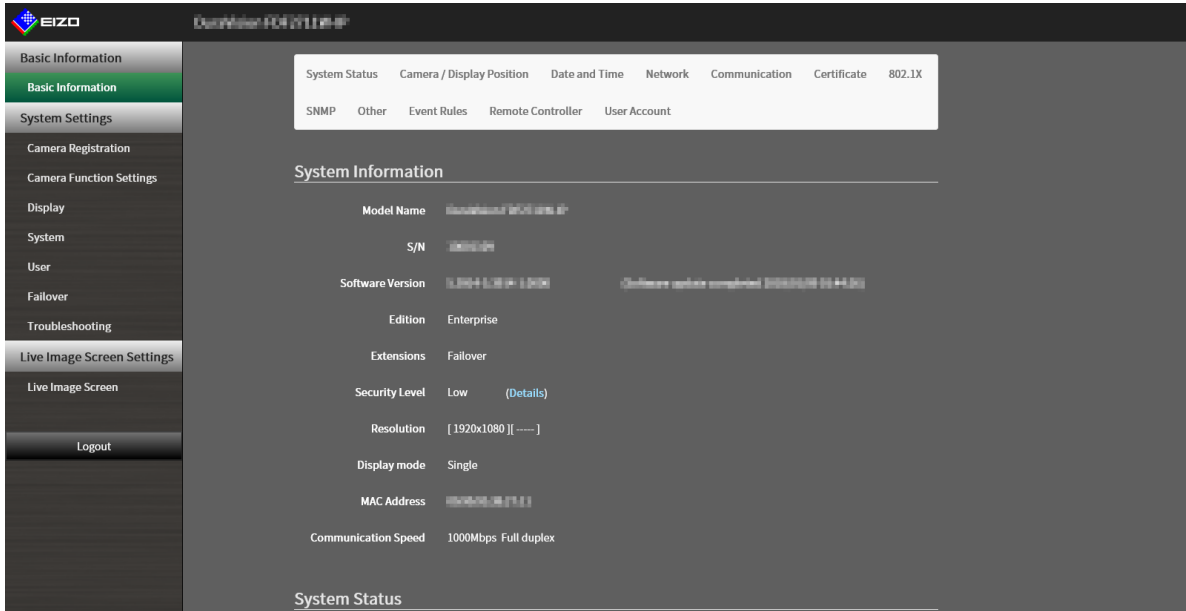 EIZO
Basic Information
Basic Information
System Settings
Camera Registration
Camera Function Settings
Display
System
User
Failover
Troubleshooting
Live Image Screen Settings
Live Image Screen
Logout
System Status Camera / Display Position Date and Time Network Communication Certificate 802.1X
SNMP Other Event Rules Remote Controller User Account
System Information
Model Name
S/N
Software Version
Edition Enterprise
Extensions Failover
Security Level Low (Details)
Resolution [ 1920x1080 ][ ----- ]
Display mode Single
MAC Address
Communication Speed 1000Mbps Full duplex
System Status